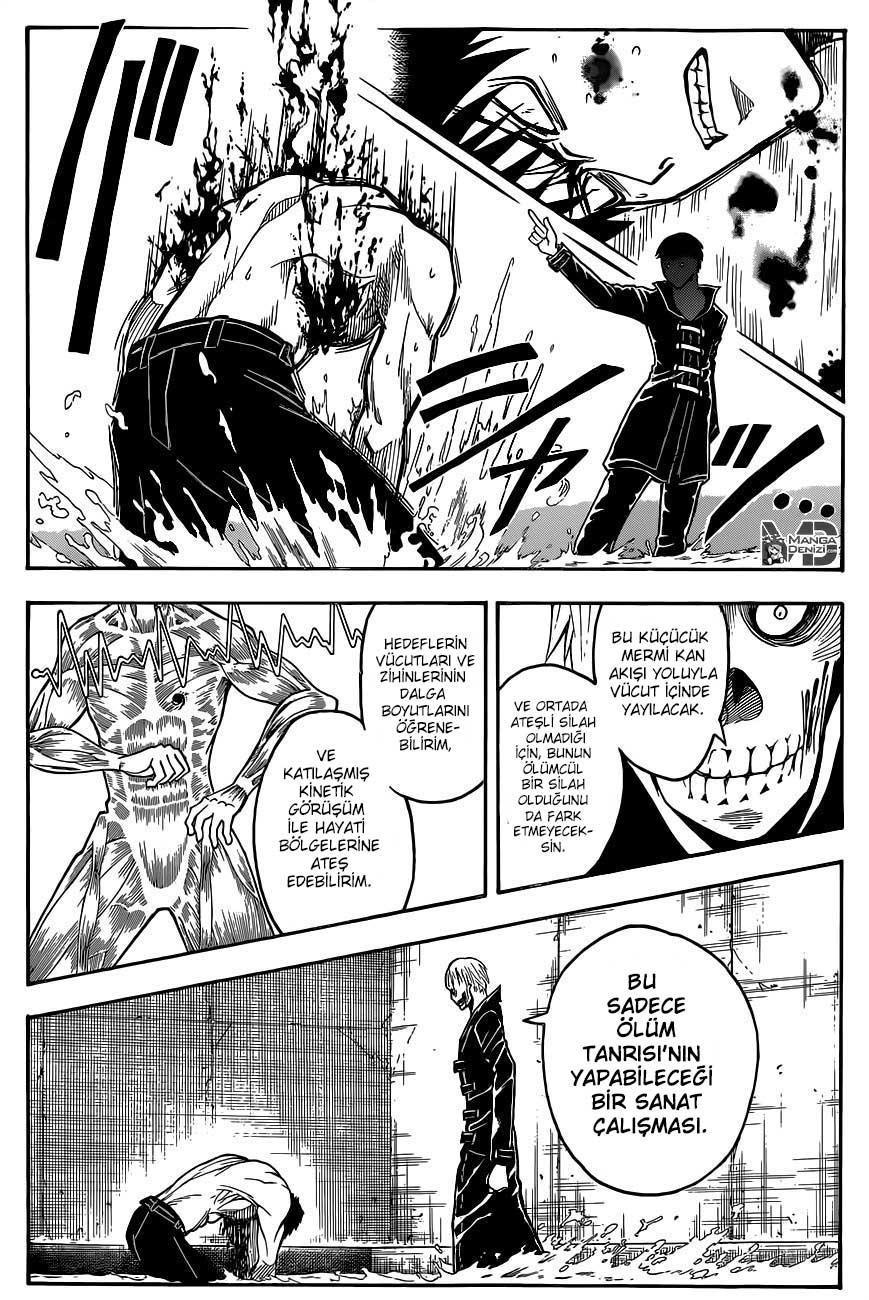 MANGA
DENİZİ
BU KÜÇÜCÜK
MERMİ KAN
AKIŞI YOLUYLA
VÜCUT İÇİNDE
YAYILACAK.
VE ORTADA
ATEŞLİ SİLAH
OLMADIĞI
İÇİN, BUNUN
ÖLÜMCÜL
BİR SİLAH
OLDUĞUNU
DA FARK
ETMEYECEK-
SİN.
HEDEFLERİN
VÜCUTLARI VE
ZİHİNLERİNİN
DALGA
BOYUTLARINI
ÖĞRENE-
BİLİRİM,
VE
KATILAŞMIŞ
KİNETİK
GÖRÜŞÜM
İLE HAYATİ
BÖLGELERİNE
ATEŞ
EDEBİLİRİM.
BU
SADECE
ÖLÜM
TANRISI'NIN
YAPABİLECEĞİ
BİR SANAT
ÇALIŞMASI.